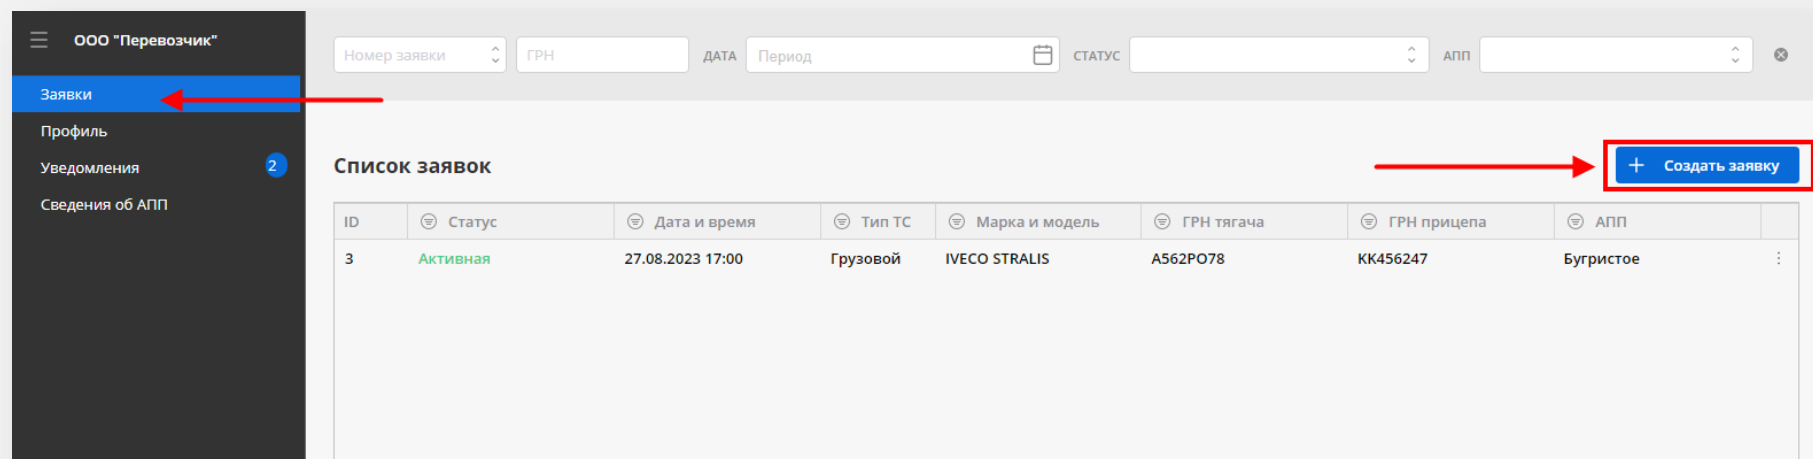 ООО "Перевозчик"
Номер заявки ГРН ДАТА Период СТАТУС АПП
Заявки
Профиль
Уведомления 2
Сведения об АПП
Список заявок
Создать заявку
ID Статус Дата и время Тип ТС Марка и модель ГРН тягача ГРН прицепа АПП
3 Активная 27.08.2023 17:00 Грузовой IVECO STRALIS А562РО78 КК456247 Бугристое